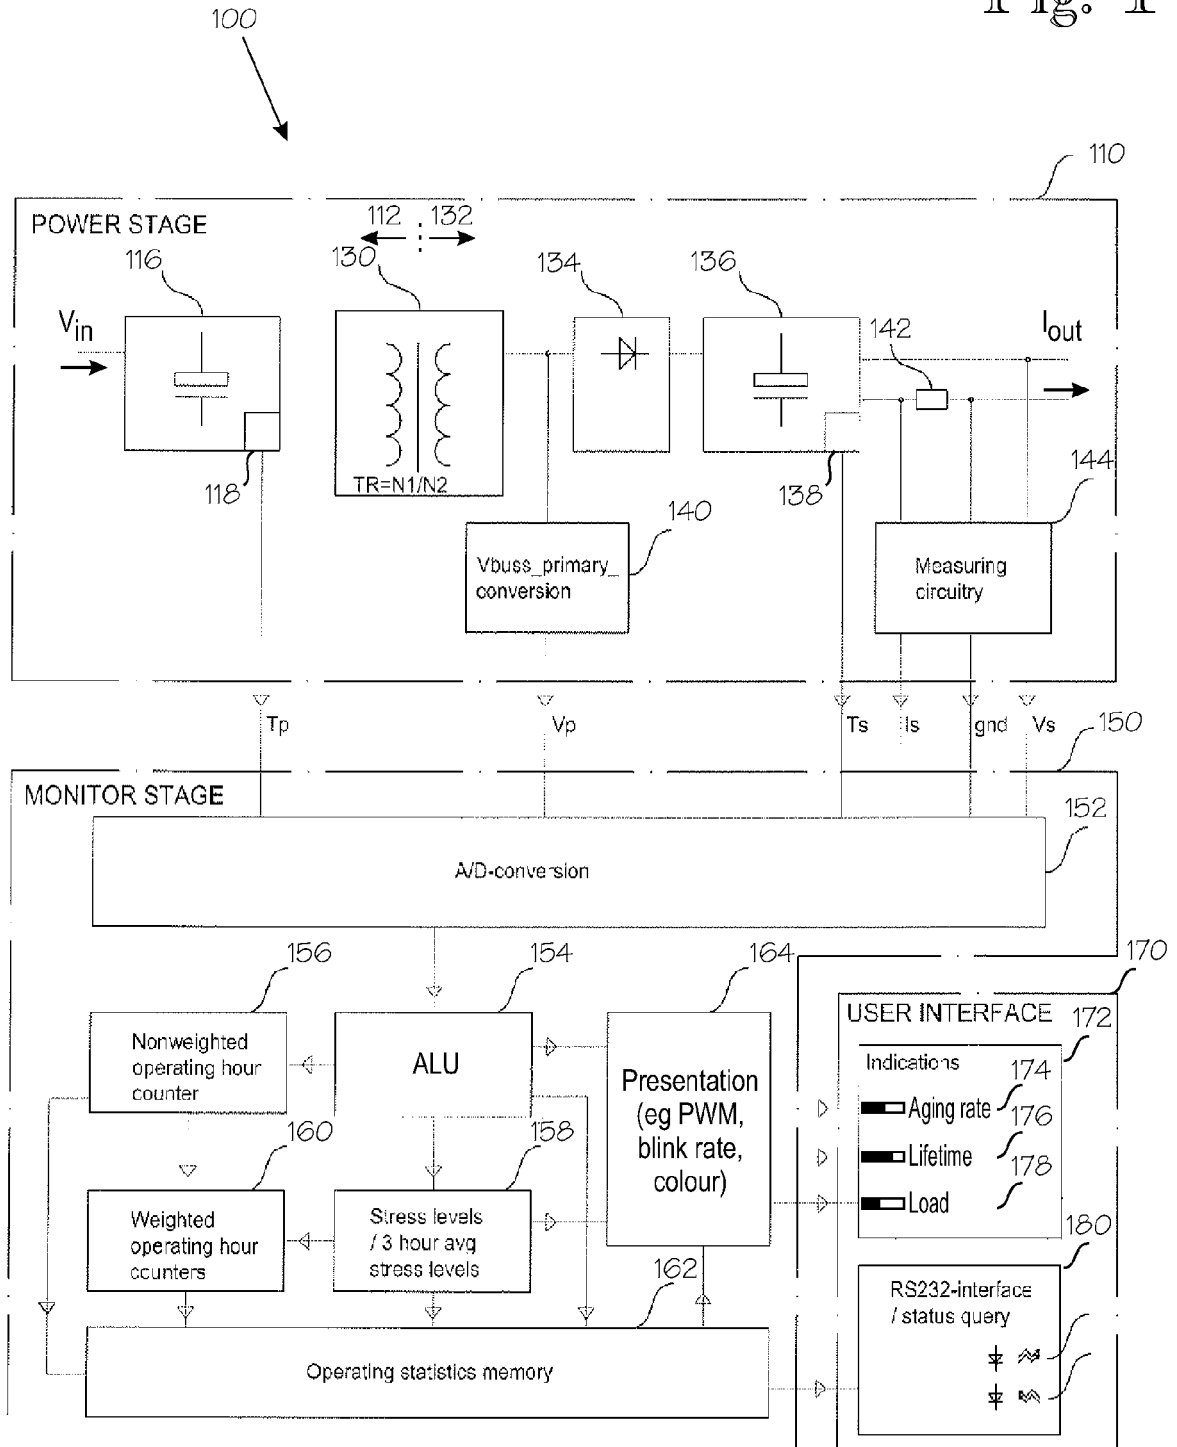 Fig. 1
100
110
POWER STAGE
112
132
116
130
134
136
Vin
142
Iout
TR=N1/N2
118
138
144
140
Vbuss_primary_
conversion
Measuring
circuitry
Tp
Vp
Ts
Is
gnd
Vs
150
MONITOR STAGE
152
A/D-conversion
156
154
164
170
USER INTERFACE
172
Nonweighted
operating hour
counter
ALU
Presentation
(eg PWM,
blink rate,
colour)
Indications
174
Aging rate
176
Lifetime
178
Load
160
158
Weighted
operating hour
counters
Stress levels
/ 3 hour avg
stress levels
180
162
RS232-interface
/ status query
Operating statistics memory